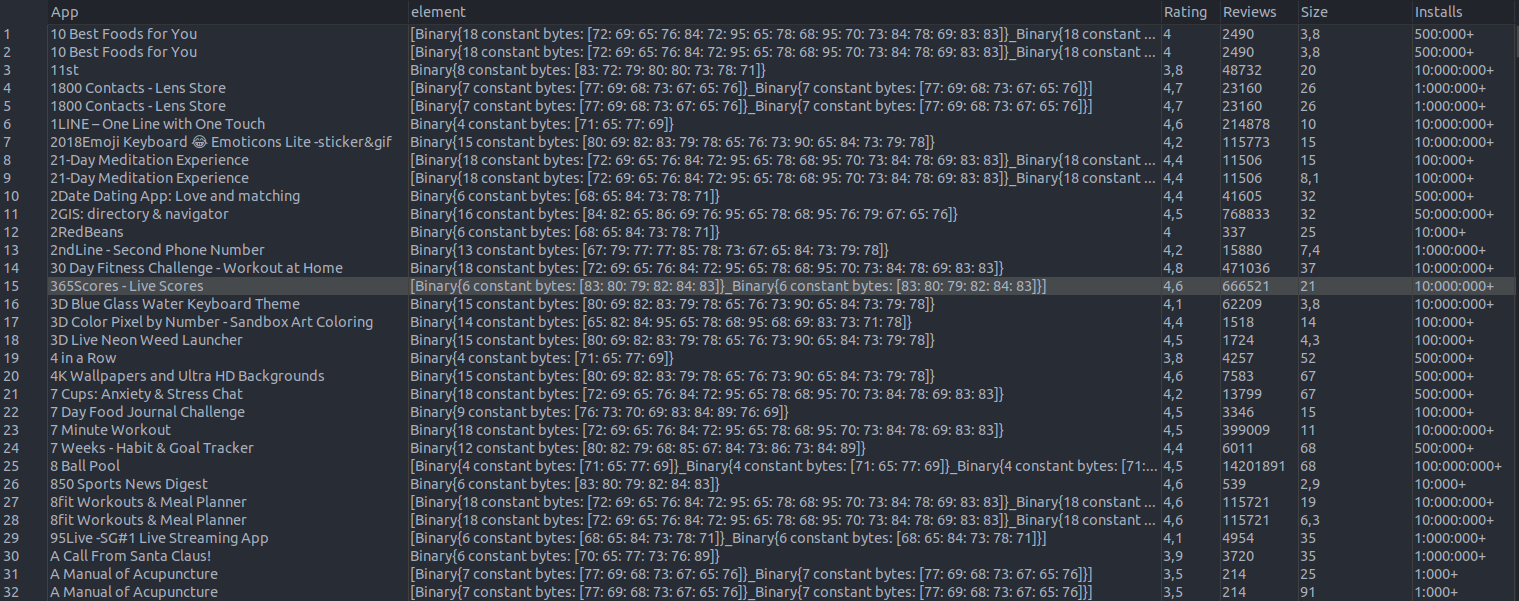 App element Rating Reviews Size Installs
1 10 Best Foods for You [Binary{18 constant bytes: [72: 69: 65: 76: 84: 72: 95: 65: 78: 68: 95: 70: 73: 84: 78: 69: 83: 83]}_Binary{18 constant ... 4 2490 3,8 500:000+
2 10 Best Foods for You [Binary{18 constant bytes: [72: 69: 65: 76: 84: 72: 95: 65: 78: 68: 95: 70: 73: 84: 78: 69: 83: 83]}_Binary{18 constant ... 4 2490 3,8 500:000+
3 11st Binary{8 constant bytes: [83: 72: 79: 80: 80: 73: 78: 71]} 3,8 48732 20 10:000:000+
4 1800 Contacts - Lens Store [Binary{7 constant bytes: [77: 69: 68: 73: 67: 65: 76]}_Binary{7 constant bytes: [77: 69: 68: 73: 67: 65: 76]}] 4,7 23160 26 1:000:000+
5 1800 Contacts - Lens Store [Binary{7 constant bytes: [77: 69: 68: 73: 67: 65: 76]}_Binary{7 constant bytes: [77: 69: 68: 73: 67: 65: 76]}] 4,7 23160 26 1:000:000+
6 1LINE – One Line with One Touch Binary{4 constant bytes: [71: 65: 77: 69]} 4,6 214878 10 10:000:000+
7 2018Emoji Keyboard 😂 Emoticons Lite -sticker&gif Binary{15 constant bytes: [80: 69: 82: 83: 79: 78: 65: 76: 73: 90: 65: 84: 73: 79: 78]} 4,2 115773 15 10:000:000+
8 21-Day Meditation Experience [Binary{18 constant bytes: [72: 69: 65: 76: 84: 72: 95: 65: 78: 68: 95: 70: 73: 84: 78: 69: 83: 83]}_Binary{18 constant ... 4,4 11506 15 100:000+
9 21-Day Meditation Experience [Binary{18 constant bytes: [72: 69: 65: 76: 84: 72: 95: 65: 78: 68: 95: 70: 73: 84: 78: 69: 83: 83]}_Binary{18 constant ... 4,4 11506 8,1 100:000+
10 2Date Dating App: Love and matching Binary{6 constant bytes: [68: 65: 84: 73: 78: 71]} 4,4 41605 32 500:000+
11 2GIS: directory & navigator Binary{16 constant bytes: [84: 82: 65: 86: 69: 76: 95: 65: 78: 68: 95: 76: 79: 67: 65: 76]} 4,5 768833 32 50:000:000+
12 2RedBeans Binary{6 constant bytes: [68: 65: 84: 73: 78: 71]} 4 337 25 10:000+
13 2ndLine - Second Phone Number Binary{13 constant bytes: [67: 79: 77: 77: 85: 78: 73: 67: 65: 84: 73: 79: 78]} 4,2 15880 7,4 1:000:000+
14 30 Day Fitness Challenge - Workout at Home Binary{18 constant bytes: [72: 69: 65: 76: 84: 72: 95: 65: 78: 68: 95: 70: 73: 84: 78: 69: 83: 83]} 4,8 471036 37 10:000:000+
15 365Scores - Live Scores [Binary{6 constant bytes: [83: 80: 79: 82: 84: 83]}_Binary{6 constant bytes: [83: 80: 79: 82: 84: 83]}] 4,6 666521 21 10:000:000+
16 3D Blue Glass Water Keyboard Theme Binary{15 constant bytes: [80: 69: 82: 83: 79: 78: 65: 76: 73: 90: 65: 84: 73: 79: 78]} 4,1 62209 3,8 10:000:000+
17 3D Color Pixel by Number - Sandbox Art Coloring Binary{14 constant bytes: [65: 82: 84: 95: 65: 78: 68: 95: 68: 69: 83: 73: 71: 78]} 4,4 1518 14 100:000+
18 3D Live Neon Weed Launcher Binary{15 constant bytes: [80: 69: 82: 83: 79: 78: 65: 76: 73: 90: 65: 84: 73: 79: 78]} 4,5 1724 4,3 100:000+
19 4 in a Row Binary{4 constant bytes: [71: 65: 77: 69]} 3,8 4257 52 500:000+
20 4K Wallpapers and Ultra HD Backgrounds Binary{15 constant bytes: [80: 69: 82: 83: 79: 78: 65: 76: 73: 90: 65: 84: 73: 79: 78]} 4,6 7583 67 500:000+
21 7 Cups: Anxiety & Stress Chat Binary{18 constant bytes: [72: 69: 65: 76: 84: 72: 95: 65: 78: 68: 95: 70: 73: 84: 78: 69: 83: 83]} 4,2 13799 67 500:000+
22 7 Day Food Journal Challenge Binary{9 constant bytes: [76: 73: 70: 69: 83: 84: 89: 76: 69]} 4,5 3346 15 100:000+
23 7 Minute Workout Binary{18 constant bytes: [72: 69: 65: 76: 84: 72: 95: 65: 78: 68: 95: 70: 73: 84: 78: 69: 83: 83]} 4,5 399009 11 10:000:000+
24 7 Weeks - Habit & Goal Tracker Binary{12 constant bytes: [80: 82: 79: 68: 85: 67: 84: 73: 86: 73: 84: 89]} 4,4 6011 68 500:000+
25 8 Ball Pool [Binary{4 constant bytes: [71: 65: 77: 69]}_Binary{4 constant bytes: [71: 65: 77: 69]}_Binary{4 constant bytes: [71:... 4,5 14201891 68 100:000:000+
26 850 Sports News Digest Binary{6 constant bytes: [83: 80: 79: 82: 84: 83]} 4,6 539 2,9 10:000+
27 8fit Workouts & Meal Planner [Binary{18 constant bytes: [72: 69: 65: 76: 84: 72: 95: 65: 78: 68: 95: 70: 73: 84: 78: 69: 83: 83]}_Binary{18 constant ... 4,6 115721 19 10:000:000+
28 8fit Workouts & Meal Planner [Binary{18 constant bytes: [72: 69: 65: 76: 84: 72: 95: 65: 78: 68: 95: 70: 73: 84: 78: 69: 83: 83]}_Binary{18 constant ... 4,6 115721 6,3 10:000:000+
29 95Live -SG#1 Live Streaming App [Binary{6 constant bytes: [68: 65: 84: 73: 78: 71]}_Binary{6 constant bytes: [68: 65: 84: 73: 78: 71]}] 4,1 4954 35 1:000:000+
30 A Call From Santa Claus! Binary{6 constant bytes: [70: 65: 77: 73: 76: 89]} 3,9 3720 35 1:000:000+
31 A Manual of Acupuncture [Binary{7 constant bytes: [77: 69: 68: 73: 67: 65: 76]}_Binary{7 constant bytes: [77: 69: 68: 73: 67: 65: 76]}] 3,5 214 25 1:000+
32 A Manual of Acupuncture [Binary{7 constant bytes: [77: 69: 68: 73: 67: 65: 76]}_Binary{7 constant bytes: [77: 69: 68: 73: 67: 65: 76]}] 3,5 214 91 1:000+